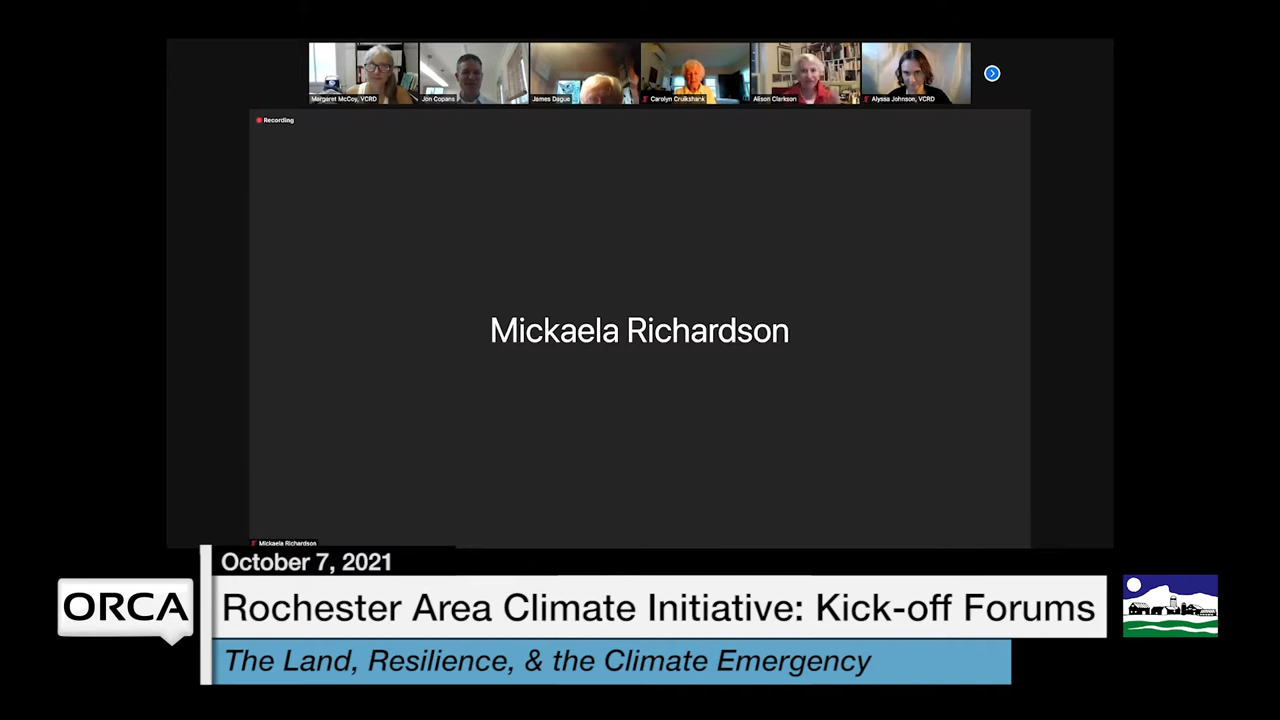 Margaret McCoy, VCRD
Jon Copans
James Dague
Carolyn Cruikshank
Alison Clarkson
Alyssa Johnson, VCRD
Recording
Mickaela Richardson
Mickaela Richardson
October 7, 2021
ORCA
Rochester Area Climate Initiative: Kick-off Forums
The Land, Resilience, & the Climate Emergency